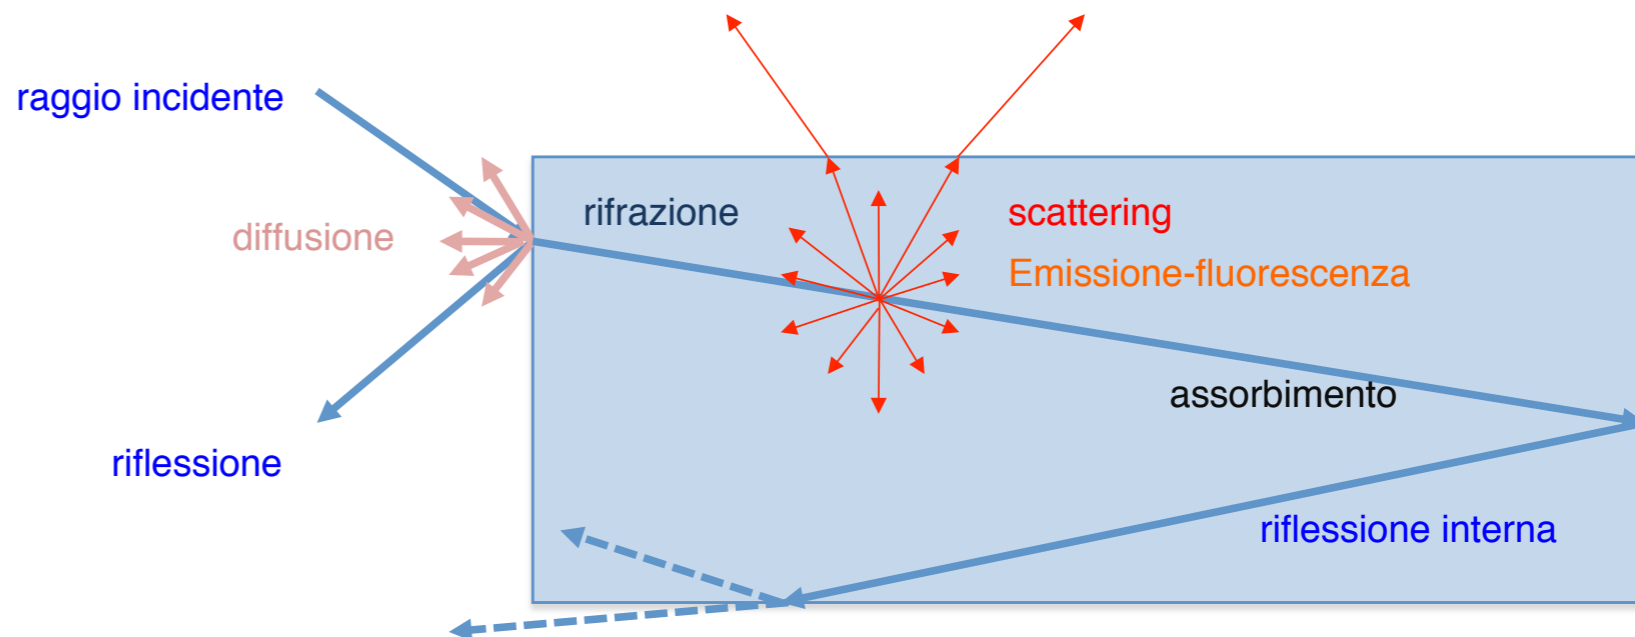 raggio incidente
diffusione
rifrazione
scattering
Emissione-fluorescenza
assorbimento
riflessione
riflessione interna